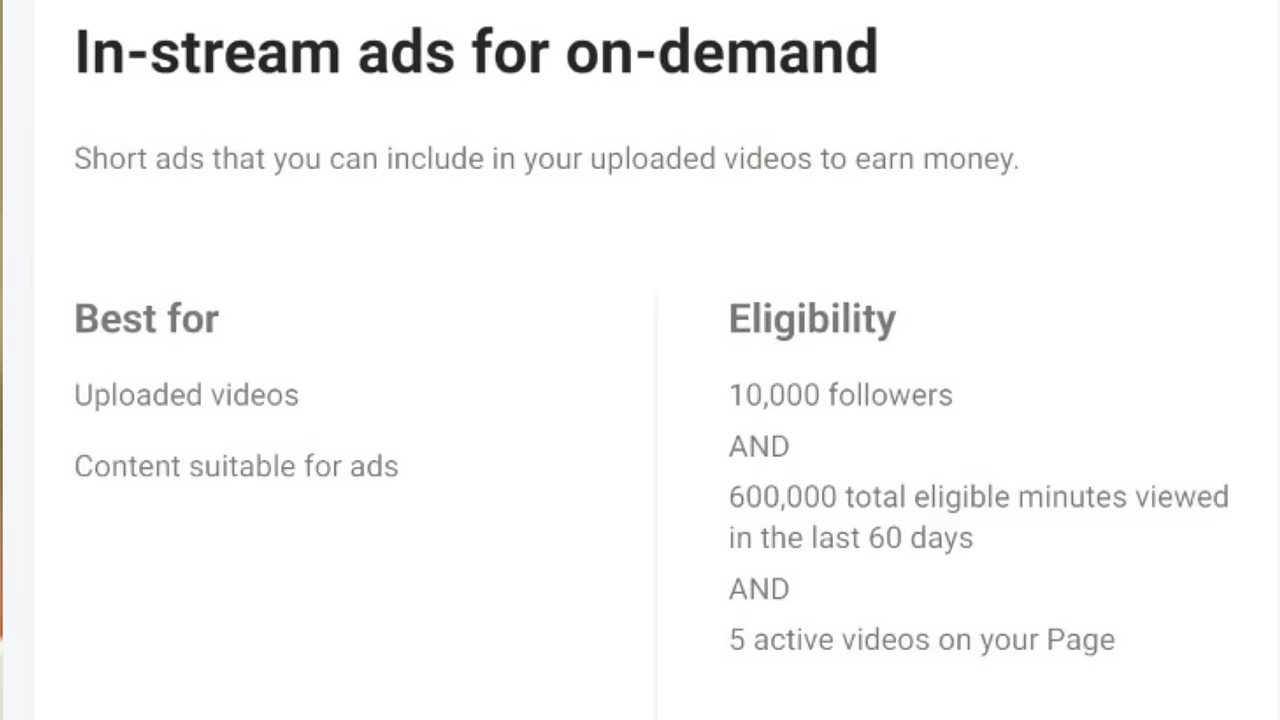 In-stream ads for on-demand
Short ads that you can include in your uploaded videos to earn money.
Best for
Uploaded videos
Content suitable for ads
Eligibility
10,000 followers
AND
600,000 total eligible minutes viewed
in the last 60 days
AND
5 active videos on your Page